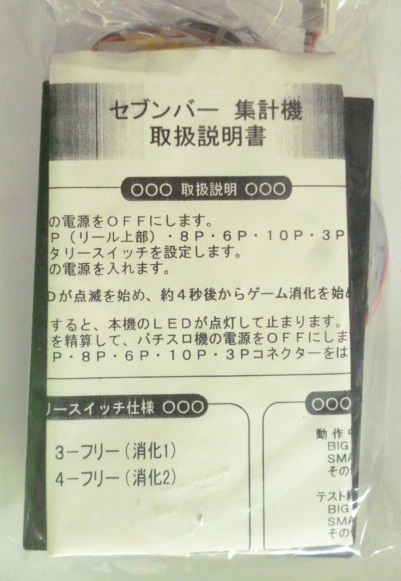 セブンバー 集計機
取扱説明書
○○○ 取扱説明 ○○○
の電源をOFFにします。
P（リール上部）・8P・6P・10P・3P
タリースイッチを設定します。
の電源を入れます。
Dが点滅を始め、約4秒後からゲーム消化を始め
すると、本機のLEDが点灯して止まります。
を精算して、パチスロ機の電源をOFFにしま
P・8P・6P・10P・3Pコネクターをは
リースイッチ仕様 ○○○
3−フリー（消化1）
4−フリー（消化2）
○○○
動作中
BIG
SMA
その
テスト
BIG
SMA
その